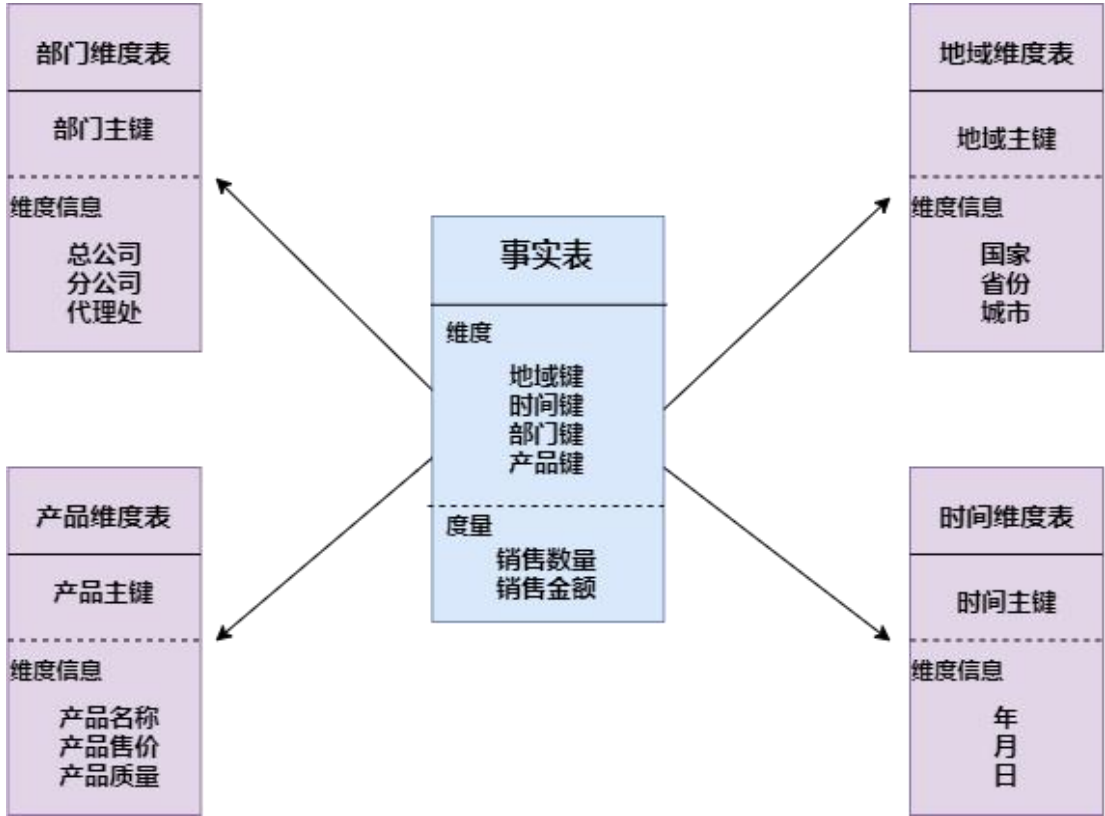 部门维度表
部门主键
维度信息
总公司
分公司
代理处
地域维度表
地域主键
维度信息
国家
省份
城市
事实表
维度
地域键
时间键
部门键
产品键
度量
销售数量
销售金额
产品维度表
产品主键
维度信息
产品名称
产品售价
产品质量
时间维度表
时间主键
维度信息
年
月
日